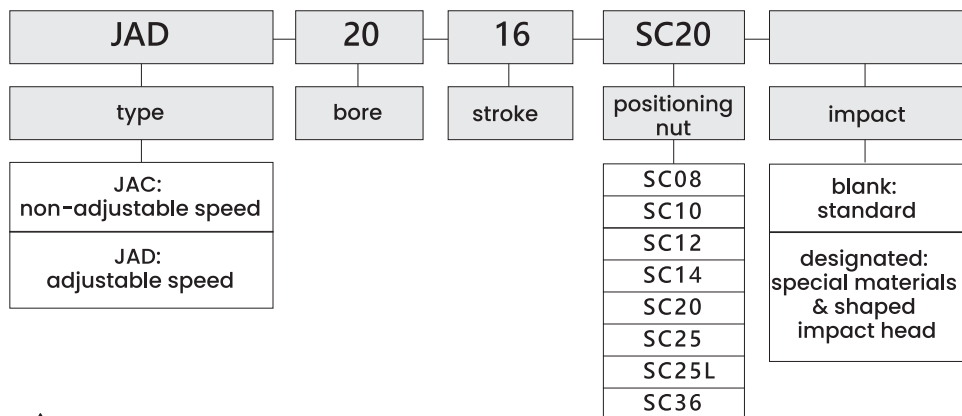 JAD 20 16 SC20
type bore stroke positioning
nut impact
JAC:
non-adjustable speed
JAD:
adjustable speed
SC08
SC10
SC12
SC14
SC20
SC25
SC25L
SC36
blank:
standard
designated:
special materials
& shaped
impact head